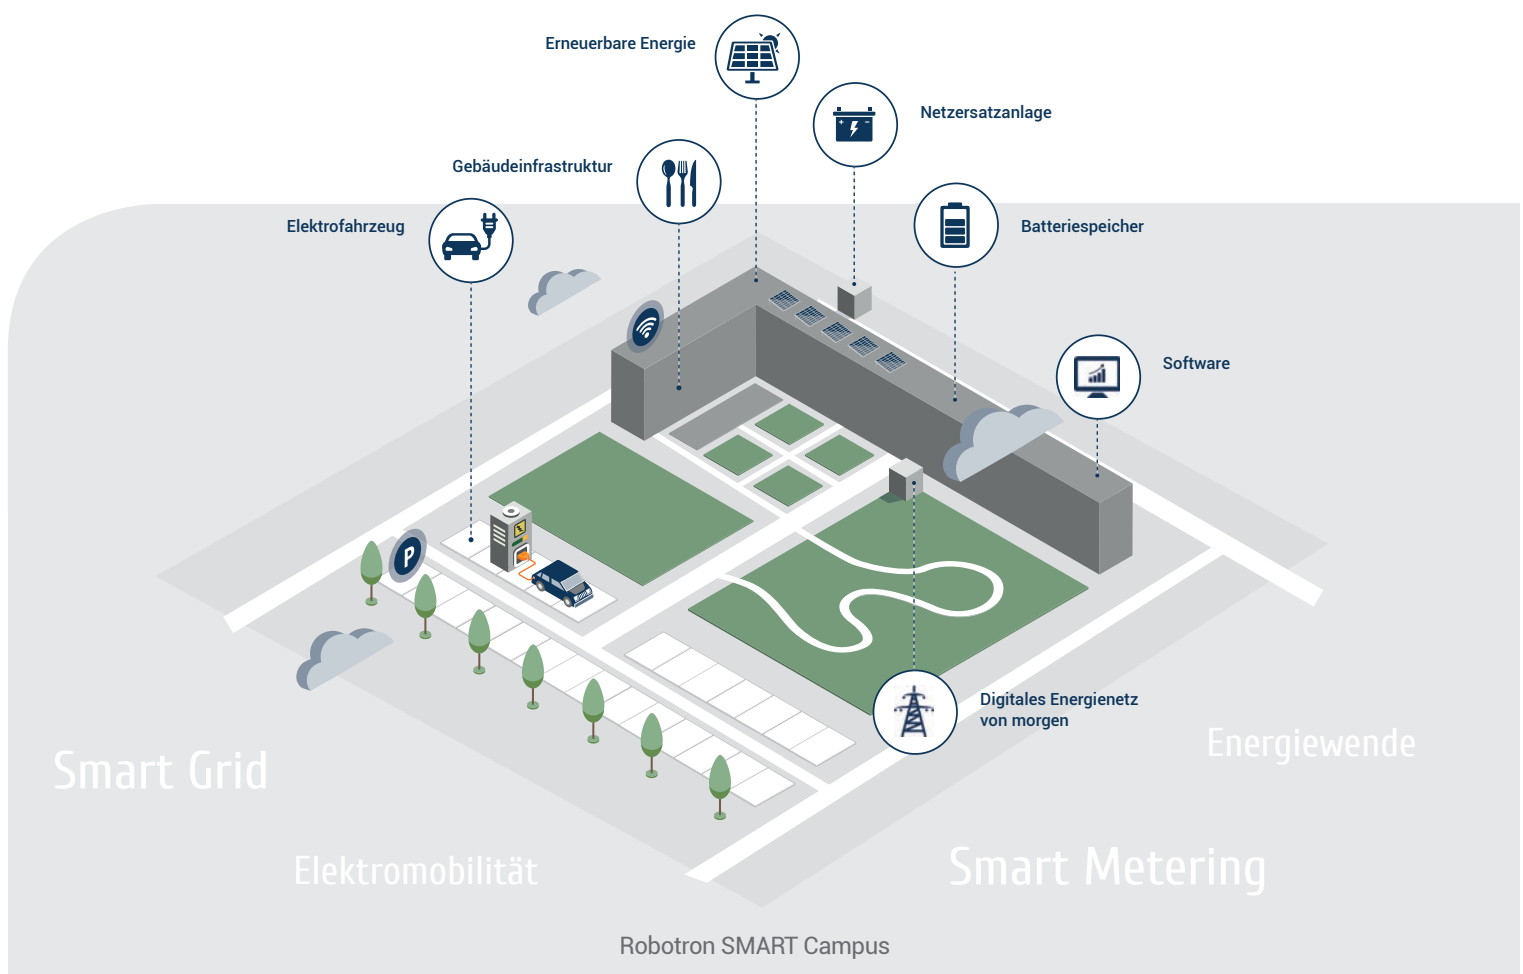 Erneuerbare Energie
Netzersatzanlage
Gebäudeinfrastruktur
Elektrofahrzeug
Batteriespeicher
Software
P
Digitales Energienetz
von morgen
Energiewende
Smart Grid
Elektromobilität
Smart Metering
Robotron SMART Campus